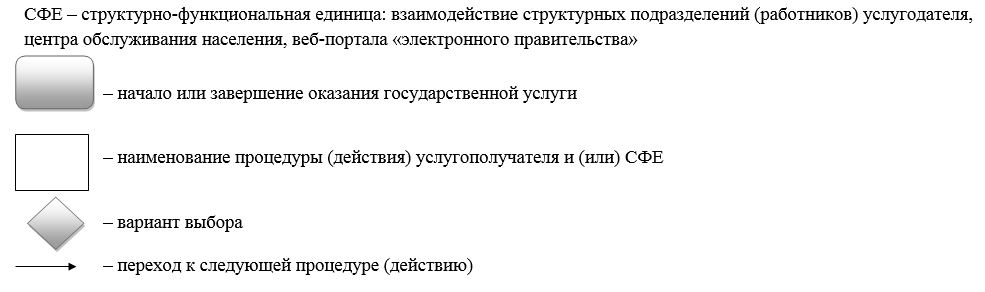 СФЕ – структурно-функциональная единица: взаимодействие структурных подразделений (работников) услугодателя,
центра обслуживания населения, веб-портала «электронного правительства»
– начало или завершение оказания государственной услуги
– наименование процедуры (действия) услугополучателя и (или) СФЕ
– вариант выбора
– переход к следующей процедуре (действию)